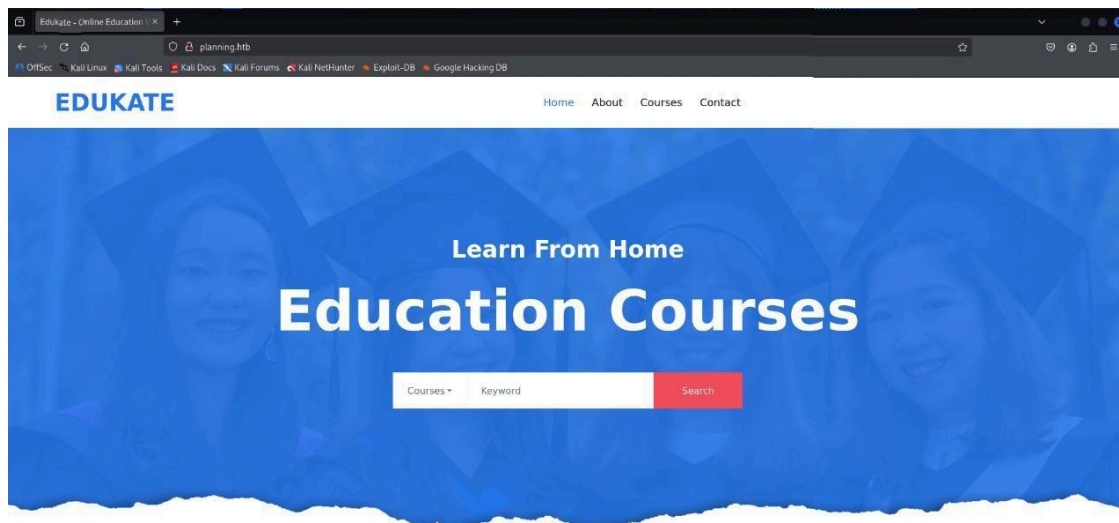 Edukate - Online Education
planning.htb
OffSec Kali Linux Kali Tools Kali Docs Kali Forums Kali NetHunter Exploit-DB Google Hacking DB
EDUKATE
Home About Courses Contact
Learn From Home
Education Courses
Courses Keyword Search